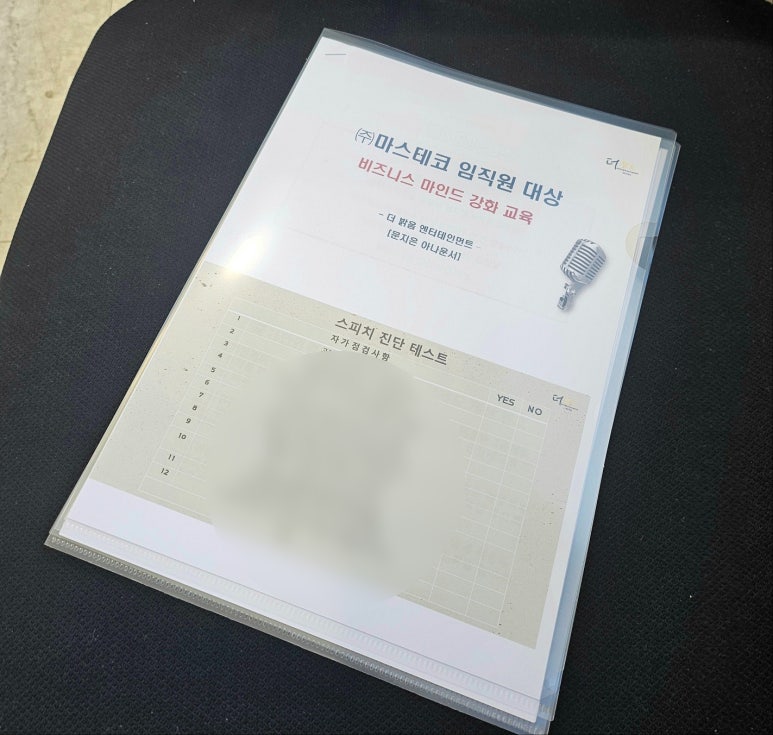 ㈜마스테코 임직원 대상
비즈니스 마인드 강화 교육
- 더 밝음 엔터테인먼트 -
[문지은 아나운서]
더
스피치 진단 테스트
자가점검사항
YES NO
더
1
2
3
4
5
6
7
8
9
10
11
12